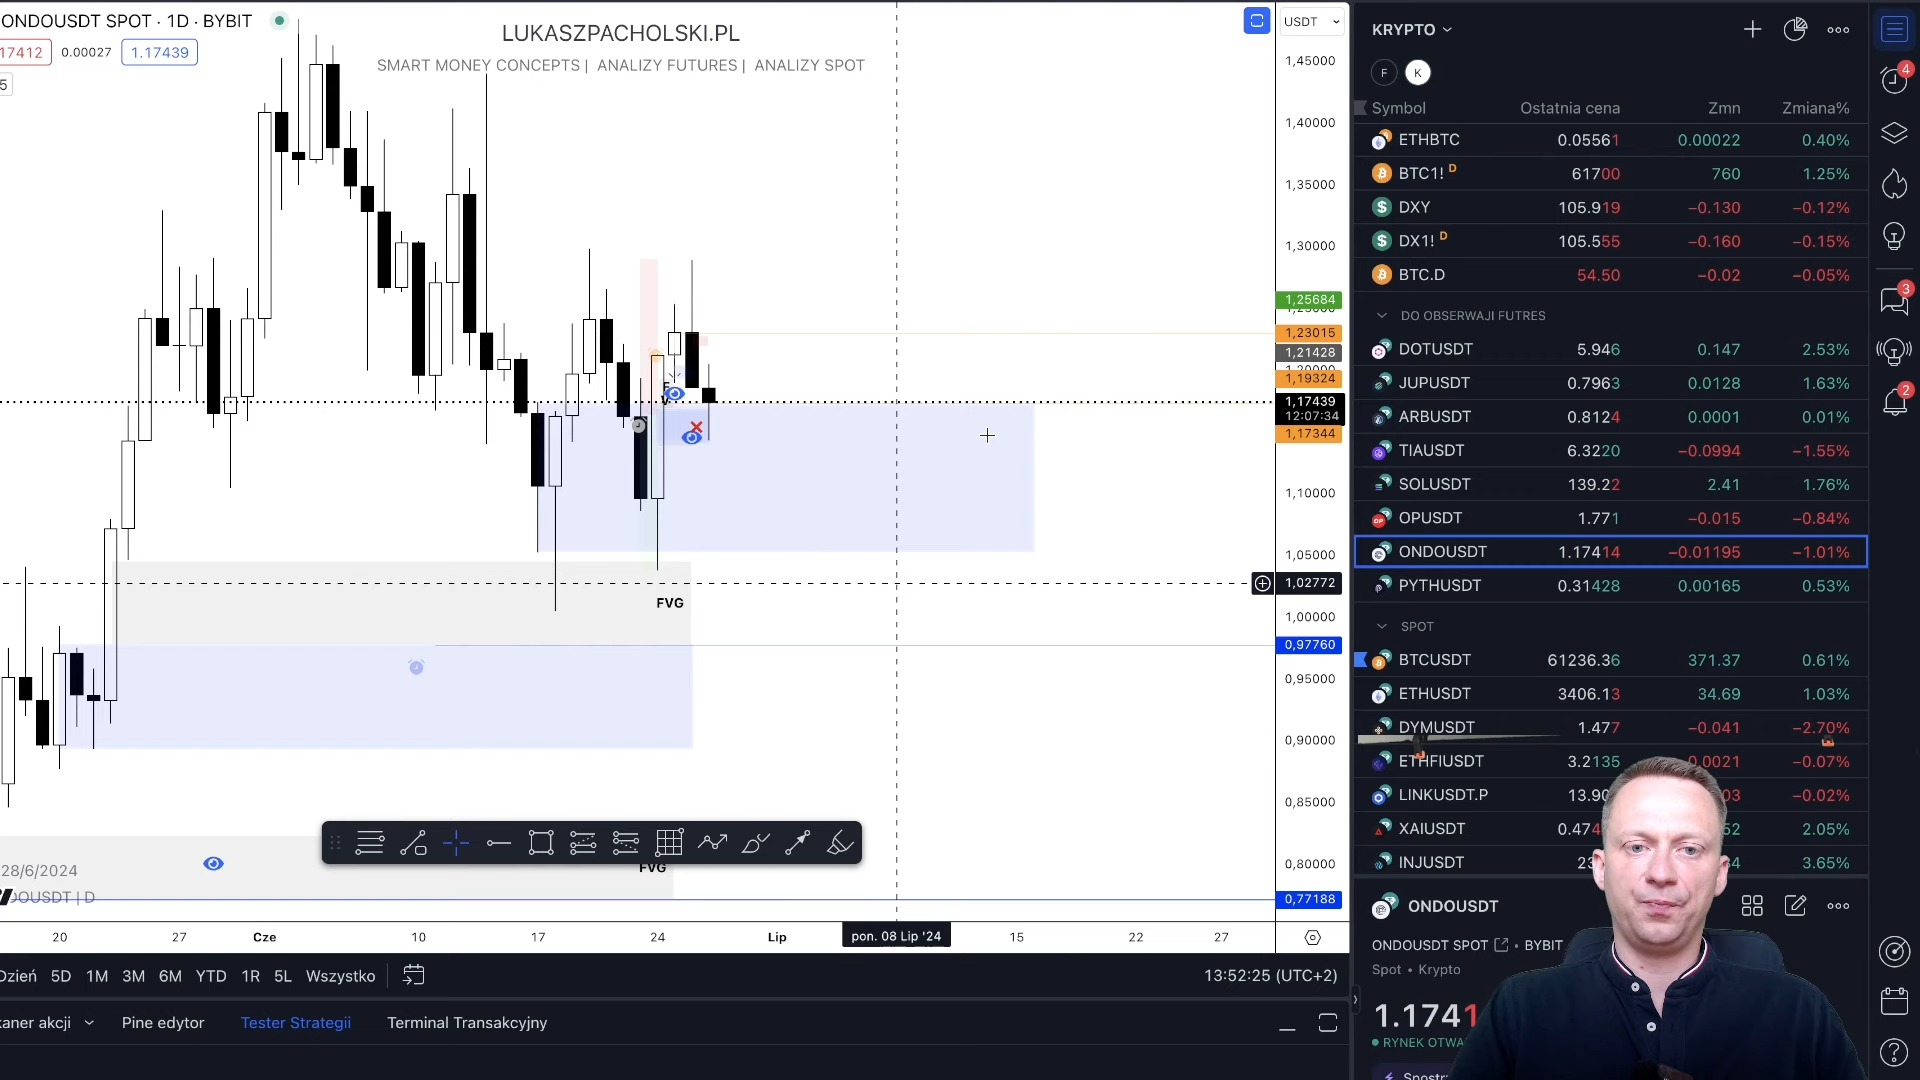 ONDOUSDT SPOT · 1D · BYBIT
17412 0.00027 1.17439
5
LUKASZPACHOLSKI.PL
SMART MONEY CONCEPTS | ANALIZY FUTURES | ANALIZY SPOT
USDT
1,45000
1,40000
1,35000
1,30000
1,25684
1,23015
1,21428
1,19324
1,17439
12:07:34
1,17344
1,10000
1,05000
1,02772
1,00000
0,97760
0,95000
0,90000
0,85000
0,80000
0,77188
FVG
FVG
28/6/2024
DOUSDT | D
20 27 Cze 10 17 24 Lip pon. 08 Lip '24 15 22 27
Dzień 5D 1M 3M 6M YTD 1R 5L Wszystko
13:52:25 (UTC+2)
kaner akcji Pine edytor Tester Strategii Terminal Transakcyjny
KRYPTO
F K
Symbol Ostatnia cena Zmn Zmiana%
ETHBTC 0.05561 0.00022 0.40%
BTC1! D 61700 760 1.25%
DXY 105.919 −0.130 −0.12%
DX1! D 105.555 −0.160 −0.15%
BTC.D 54.50 −0.02 −0.05%
DO OBSERWAJI FUTRES
DOTUSDT 5.946 0.147 2.53%
JUPUSDT 0.7963 0.0128 1.63%
ARBUSDT 0.8124 0.0001 0.01%
TIAUSDT 6.3220 −0.0994 −1.55%
SOLUSDT 139.22 2.41 1.76%
OPUSDT 1.771 −0.015 −0.84%
ONDOUSDT 1.17414 −0.01195 −1.01%
PYTHUSDT 0.31428 0.00165 0.53%
SPOT
BTCUSDT 61236.36 371.37 0.61%
ETHUSDT 3406.13 34.69 1.03%
DYMUSDT 1.477 −0.041 −2.70%
ETHFIUSDT 3.2135 0.0021 −0.07%
LINKUSDT.P 13.90 03 −0.02%
XAIUSDT 0.474 52 2.05%
INJUSDT 23 34 3.65%
ONDOUSDT
ONDOUSDT SPOT • BYBIT
Spot • Krypto
1.1741
RYNEK OTWA
4
3
2